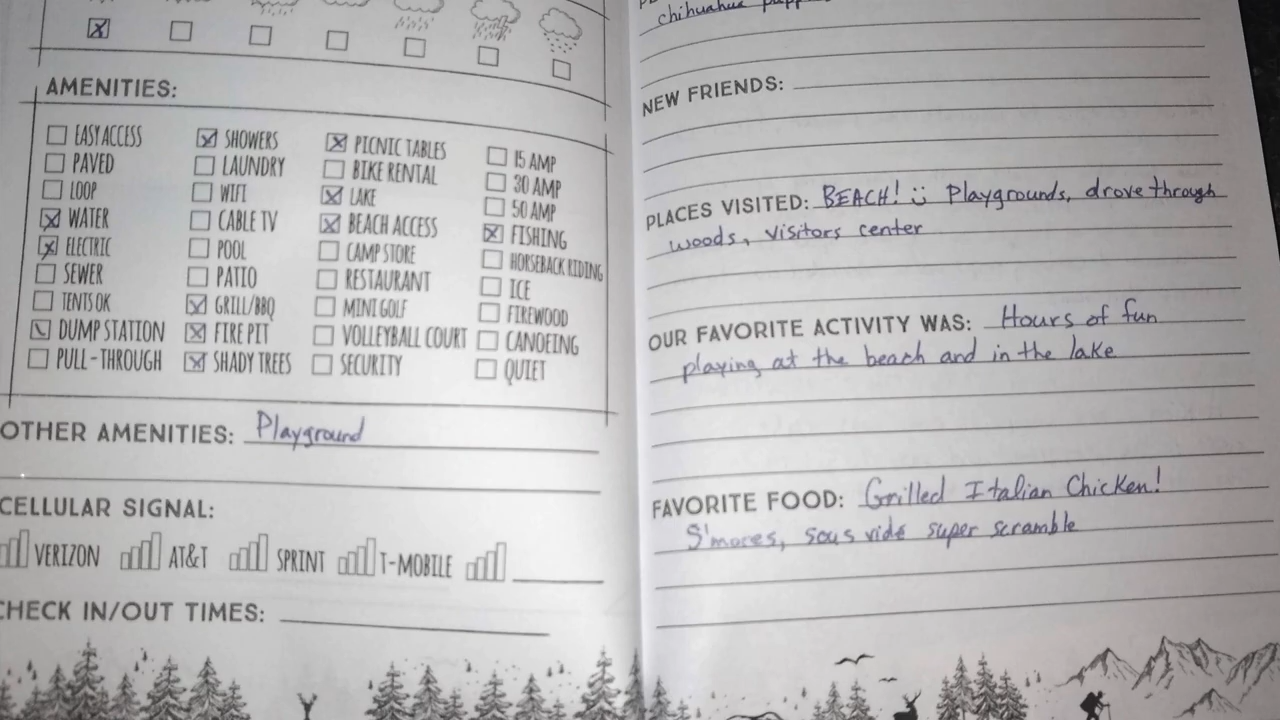 AMENITIES:
EASY ACCESS
PAVED
LOOP
WATER
ELECTRIC
SEWER
TENTS OK
DUMP STATION
PULL-THROUGH
SHOWERS
LAUNDRY
WIFI
CABLE TV
POOL
PATIO
GRILL/BBQ
FIRE PIT
SHADY TREES
PICNIC TABLES
BIKE RENTAL
LAKE
BEACH ACCESS
CAMP STORE
RESTAURANT
MINI GOLF
VOLLEYBALL COURT
SECURITY
15 AMP
30 AMP
50 AMP
FISHING
HORSEBACK RIDING
ICE
FIREWOOD
CANOEING
QUIET
OTHER AMENITIES: Playground
CELLULAR SIGNAL:
VERIZON AT&T SPRINT T-MOBILE
CHECK IN/OUT TIMES:
chihuahua
NEW FRIENDS:
PLACES VISITED: BEACH! Playgrounds, drove through
woods, visitors center
OUR FAVORITE ACTIVITY WAS: Hours of fun
playing at the beach and in the lake
FAVORITE FOOD: Grilled Italian Chicken!
S'mores, sous vide super scramble